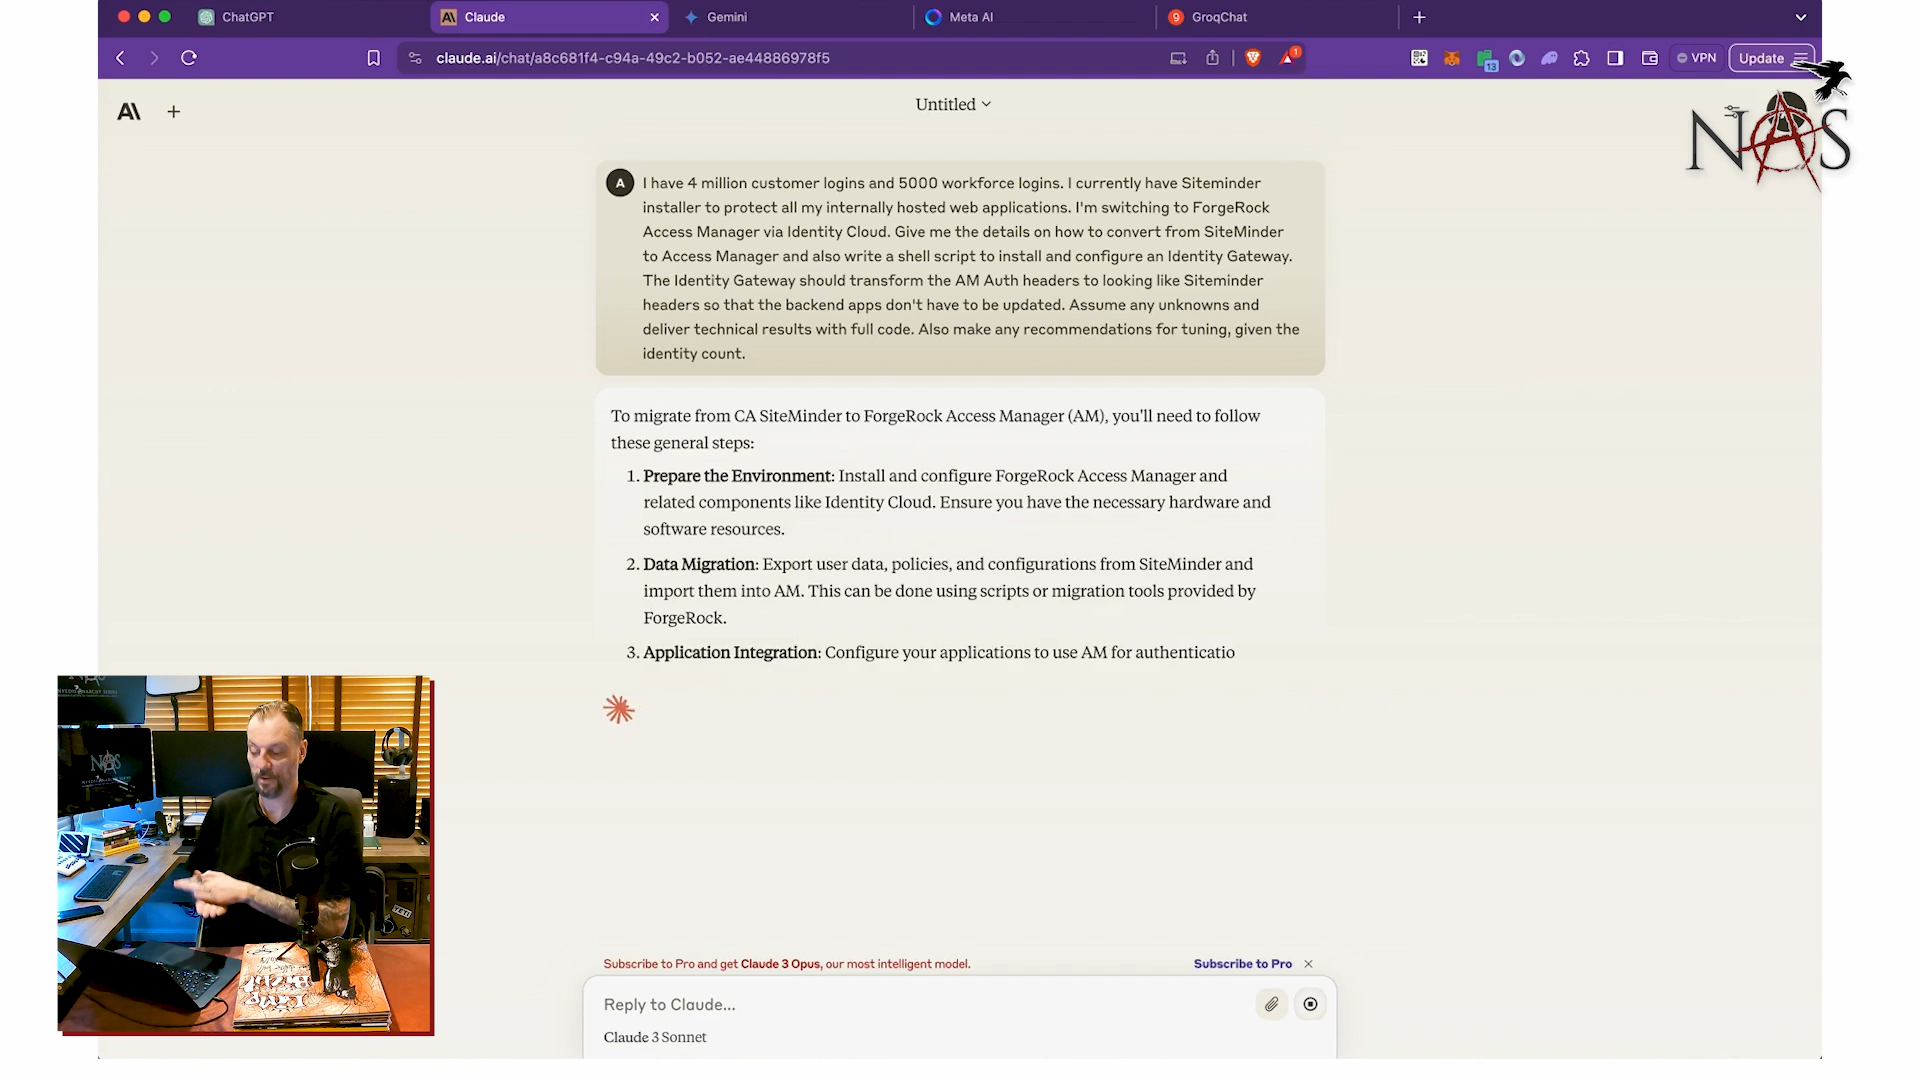 ChatGPT
Claude
Gemini
Meta AI
GroqChat
claude.ai/chat/a8c681f4-c94a-49c2-b052-ae44886978f5
1
13
VPN
Update
A\
Untitled
NAS
A
I have 4 million customer logins and 5000 workforce logins. I currently have Siteminder
installer to protect all my internally hosted web applications. I'm switching to ForgeRock
Access Manager via Identity Cloud. Give me the details on how to convert from SiteMinder
to Access Manager and also write a shell script to install and configure an Identity Gateway.
The Identity Gateway should transform the AM Auth headers to looking like Siteminder
headers so that the backend apps don't have to be updated. Assume any unknowns and
deliver technical results with full code. Also make any recommendations for tuning, given the
identity count.
To migrate from CA SiteMinder to ForgeRock Access Manager (AM), you'll need to follow
these general steps:
1. Prepare the Environment: Install and configure ForgeRock Access Manager and
related components like Identity Cloud. Ensure you have the necessary hardware and
software resources.
2. Data Migration: Export user data, policies, and configurations from SiteMinder and
import them into AM. This can be done using scripts or migration tools provided by
ForgeRock.
3. Application Integration: Configure your applications to use AM for authenticatio
NAS
YETI
Subscribe to Pro and get Claude 3 Opus, our most intelligent model.
Subscribe to Pro
Reply to Claude...
Claude 3 Sonnet